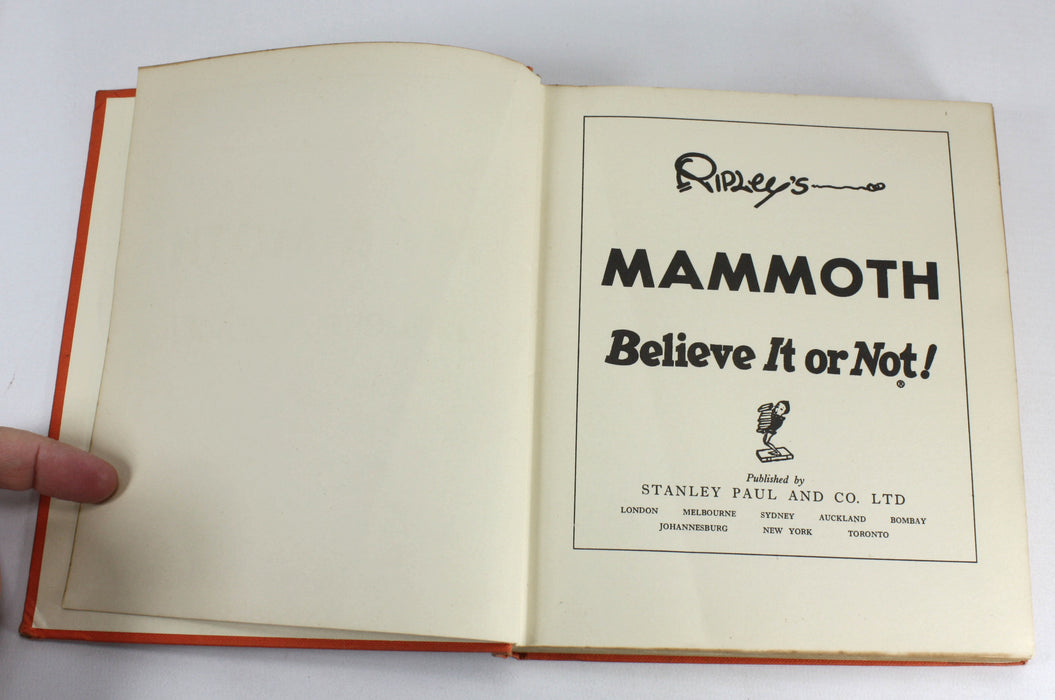 RIPLEY'S
MAMMOTH
Believe It or Not!
®
Published by
STANLEY PAUL AND CO. LTD
LONDON MELBOURNE SYDNEY AUCKLAND BOMBAY
JOHANNESBURG NEW YORK TORONTO